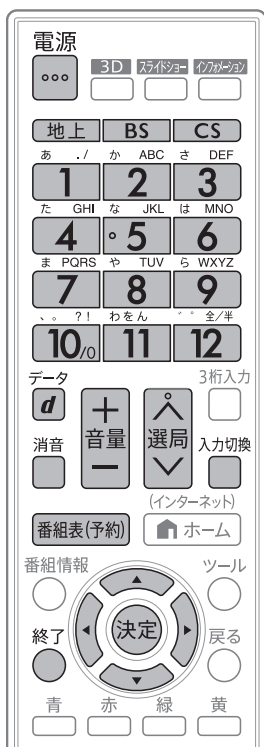 電源
3D スライドショー インフォメーション
地上 BS CS
あ ./ か ABC さ DEF
1 2 3
た GHI な JKL は MNO
4 5 6
ま PQRS や TUV ら WXYZ
7 8 9
、。 ?! わをん ゛゜ 全/半
10/0 11 12
データ 3桁入力
d + 音量 − 選局
消音 入力切換
(インターネット)
番組表(予約) ホーム
番組情報 ツール
終了 決定 戻る
青 赤 緑 黄